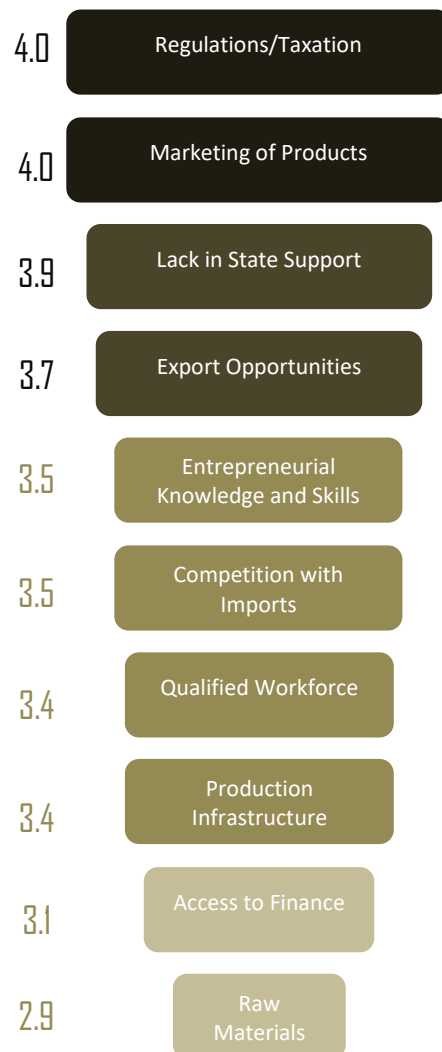 4.0 Regulations/Taxation
4.0 Marketing of Products
3.9 Lack in State Support
3.7 Export Opportunities
3.5 Entrepreneurial
Knowledge and Skills
3.5 Competition with
Imports
3.4 Qualified Workforce
3.4 Production
Infrastructure
3.1 Access to Finance
2.9 Raw
Materials